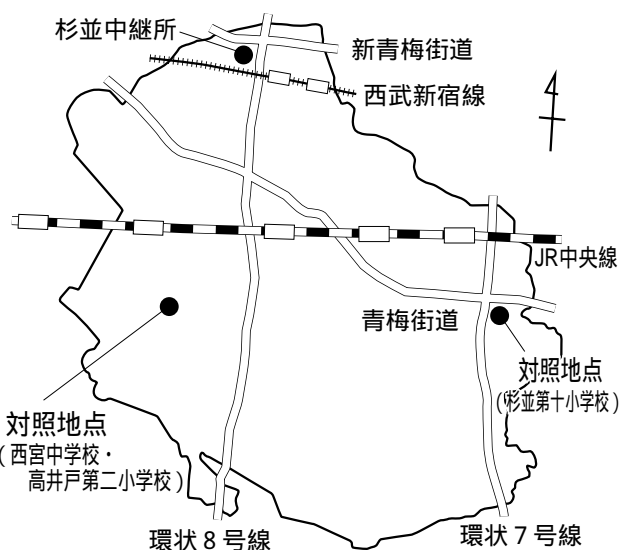 杉並中継所
新青梅街道
西武新宿線
JR中央線
青梅街道
対照地点
(杉並第十小学校)
対照地点
(西宮中学校・
高井戸第二小学校)
環状8号線
環状7号線